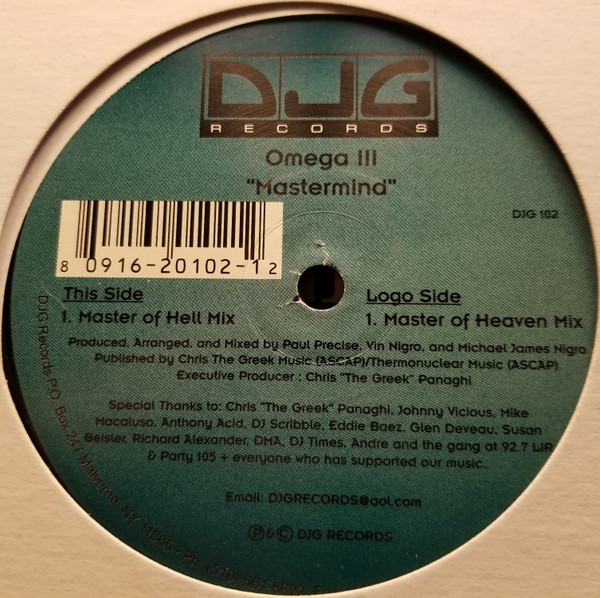 DJG
RECORDS
Omega III
"Mastermind"
DJG 102
8 0916-20102-1 2
This Side
1. Master of Hell Mix
Logo Side
1. Master of Heaven Mix
Produced, Arranged, and Mixed by Paul Precise, Vin Nigro, and Michael James Nigro
Published by Chris The Greek Music (ASCAP)/Thermonuclear Music (ASCAP)
Executive Producer : Chris "The Greek" Panaghi
Special Thanks to: Chris "The Greek" Panaghi, Johnny Vicious, Mike
Macaluso, Anthony Acid, DJ Scribble, Eddie Baez, Glen Deveau, Susan
Beisler, Richard Alexander, DMA, DJ Times, Andre and the gang at 92.7 LIR
& Party 105 + everyone who has supported our music.
Email: DJGRECORDS@aol.com
℗ & © DJG RECORDS
DJG Records P.O. Box 247 Malverne, NY 11565 - Ph.